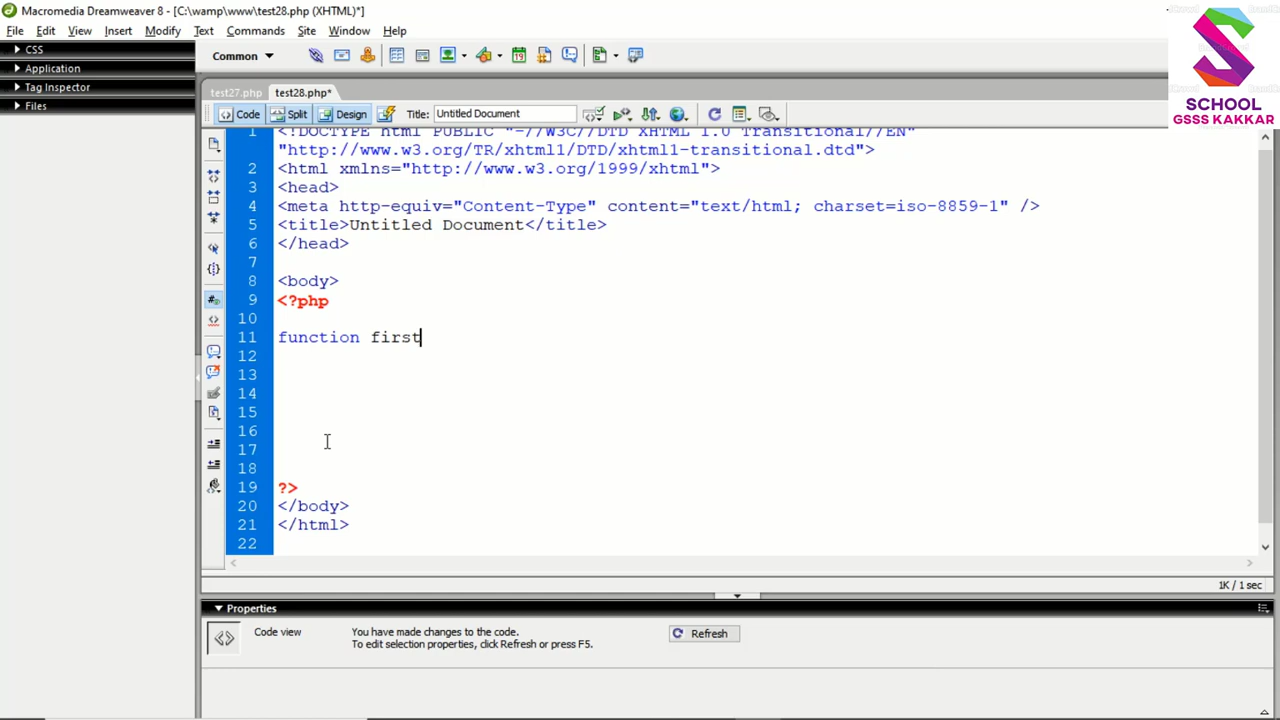 Macromedia Dreamweaver 8 - [C:\wamp\www\test28.php (XHTML)*]
File Edit View Insert Modify Text Commands Site Window Help
CSS
Application
Tag Inspector
Files
Common
test27.php test28.php*
Code Split Design Title: Untitled Document
SCHOOL
GSSS KAKKAR
1 <!DOCTYPE html PUBLIC "-//W3C//DTD XHTML 1.0 Transitional//EN"
"http://www.w3.org/TR/xhtml1/DTD/xhtml1-transitional.dtd">
2 <html xmlns="http://www.w3.org/1999/xhtml">
3 <head>
4 <meta http-equiv="Content-Type" content="text/html; charset=iso-8859-1" />
5 <title>Untitled Document</title>
6 </head>
7
8 <body>
9 <?php
10
11 function first
12
13
14
15
16
17
18
19 ?>
20 </body>
21 </html>
22
1K / 1 sec
Properties
Code view You have made changes to the code. Refresh
To edit selection properties, click Refresh or press F5.